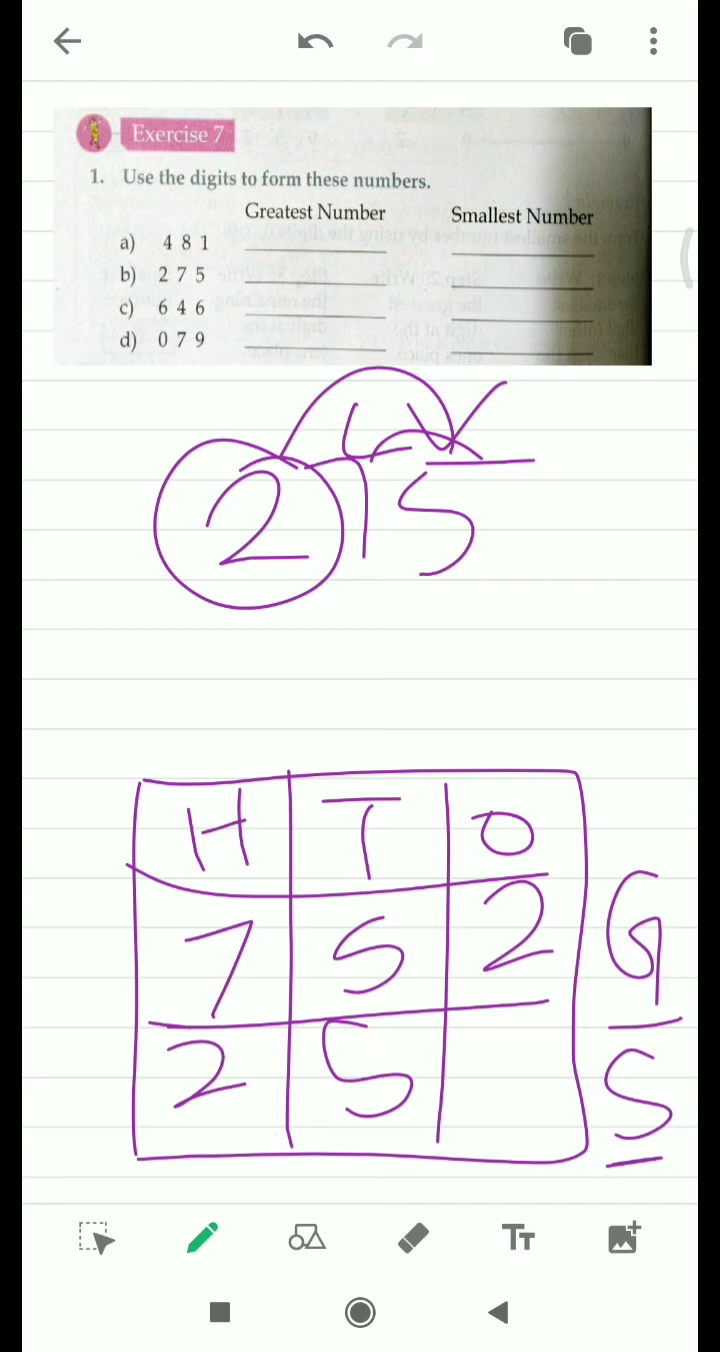 Exercise 7
1. Use the digits to form these numbers.
Greatest Number Smallest Number
a) 4 8 1
b) 2 7 5
c) 6 4 6
d) 0 7 9
2 7 5
H T O
7 5 2 G
2 5 S
TT